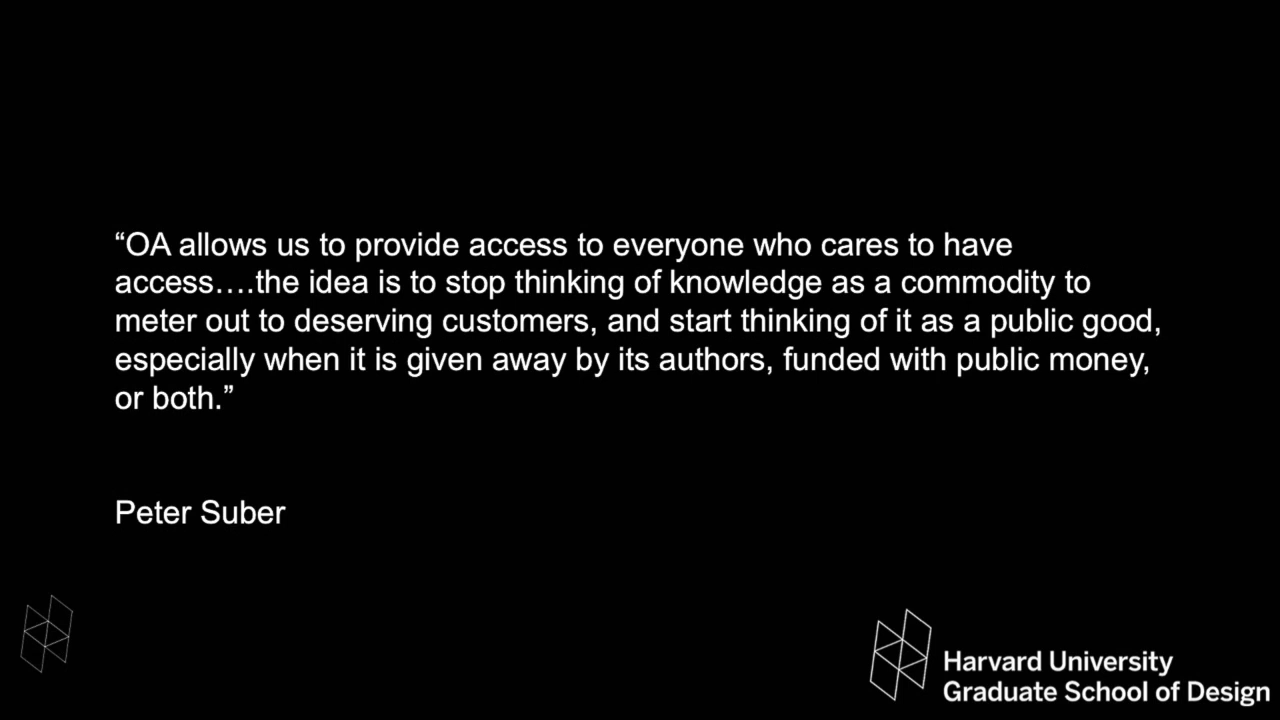 “OA allows us to provide access to everyone who cares to have
access….the idea is to stop thinking of knowledge as a commodity to
meter out to deserving customers, and start thinking of it as a public good,
especially when it is given away by its authors, funded with public money,
or both.”
Peter Suber
Harvard University
Graduate School of Design